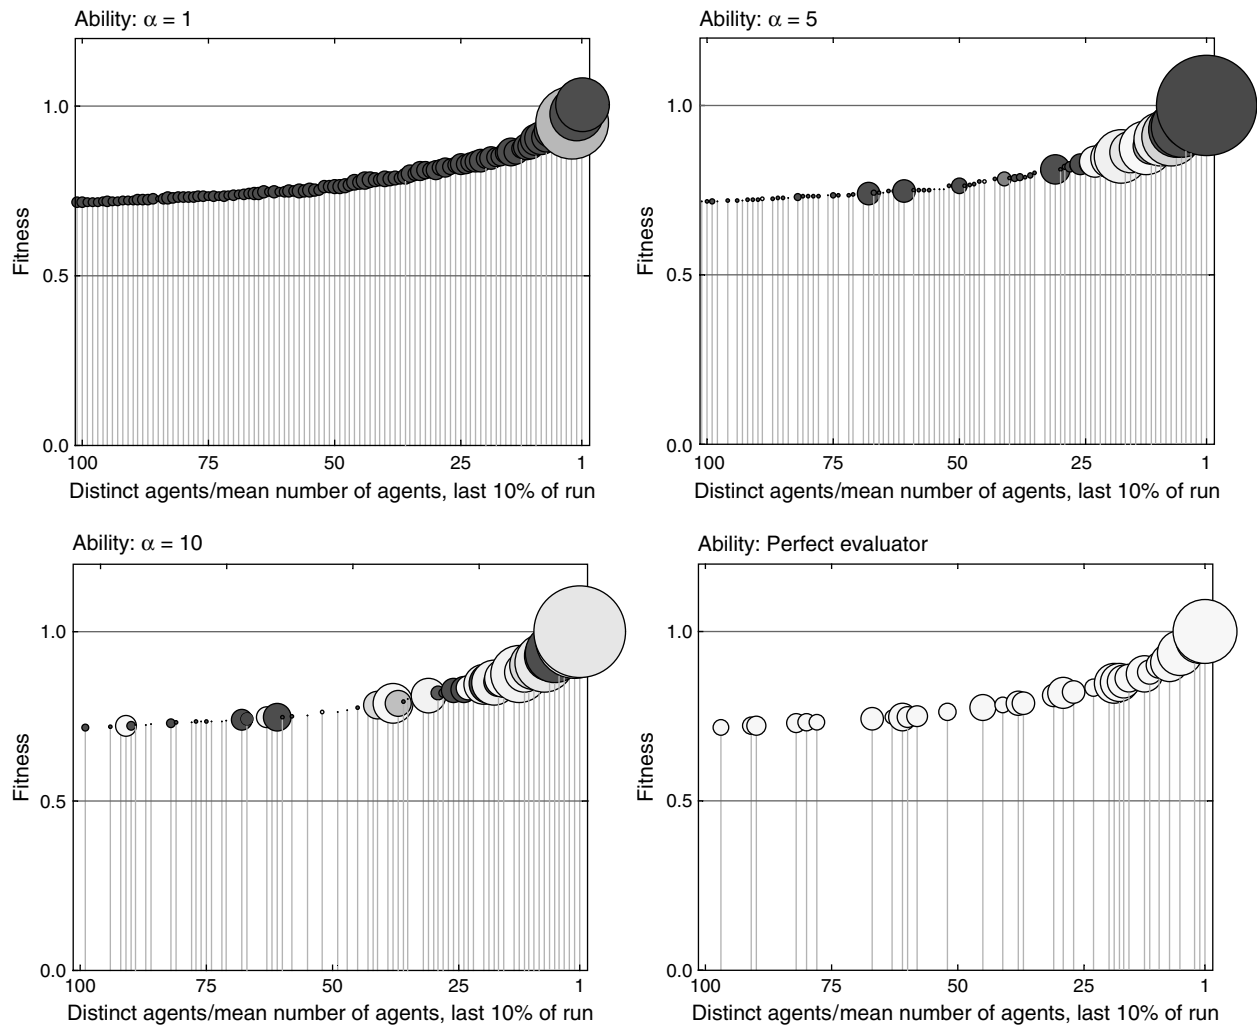 Ability: α = 1
1.0
0.5
0.0
Fitness
100 75 50 25 1
Distinct agents/mean number of agents, last 10% of run
Ability: α = 5
1.0
0.5
0.0
Fitness
100 75 50 25 1
Distinct agents/mean number of agents, last 10% of run
Ability: α = 10
1.0
0.5
0.0
Fitness
100 75 50 25 1
Distinct agents/mean number of agents, last 10% of run
Ability: Perfect evaluator
1.0
0.5
0.0
Fitness
100 75 50 25 1
Distinct agents/mean number of agents, last 10% of run